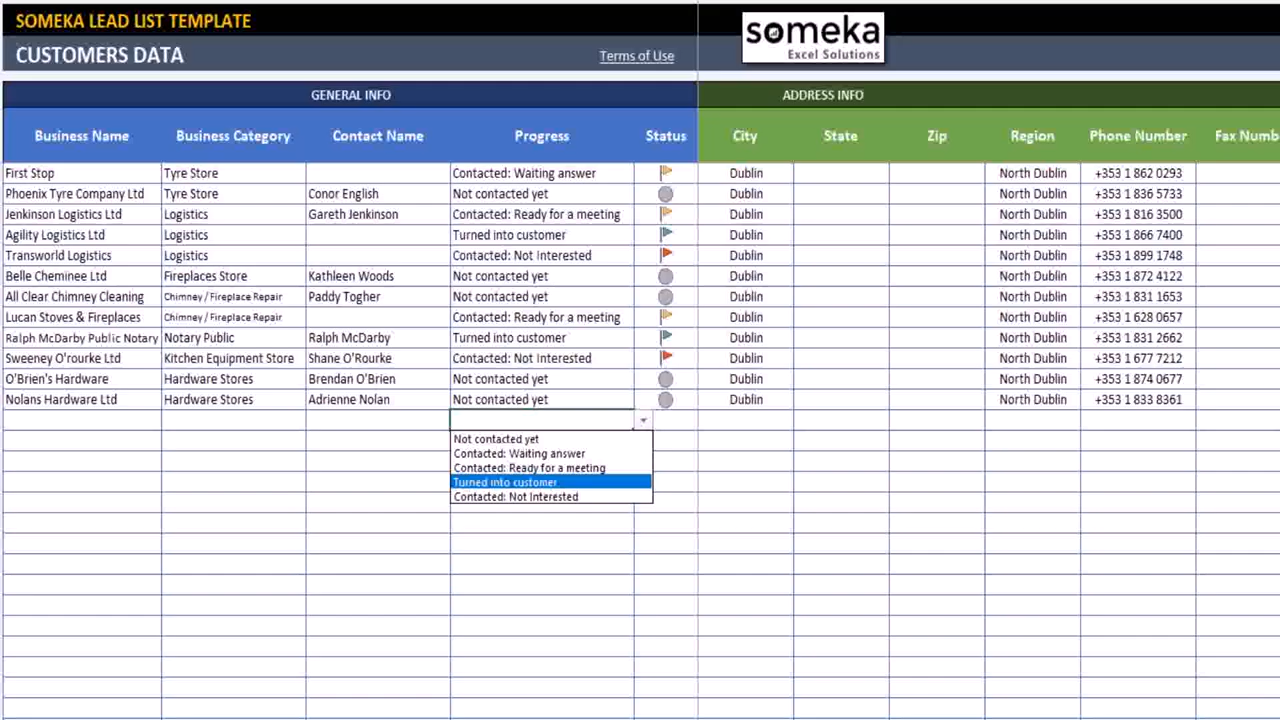 SOMEKA LEAD LIST TEMPLATE
CUSTOMERS DATA Terms of Use
someka
Excel Solutions
GENERAL INFO ADDRESS INFO
Business Name Business Category Contact Name Progress Status City State Zip Region Phone Number Fax Numb
First Stop Tyre Store Contacted: Waiting answer Dublin North Dublin +353 1 862 0293
Phoenix Tyre Company Ltd Tyre Store Conor English Not contacted yet Dublin North Dublin +353 1 836 5733
Jenkinson Logistics Ltd Logistics Gareth Jenkinson Contacted: Ready for a meeting Dublin North Dublin +353 1 816 3500
Agility Logistics Ltd Logistics Turned into customer Dublin North Dublin +353 1 866 7400
Transworld Logistics Logistics Contacted: Not Interested Dublin North Dublin +353 1 899 1748
Belle Cheminee Ltd Fireplaces Store Kathleen Woods Not contacted yet Dublin North Dublin +353 1 872 4122
All Clear Chimney Cleaning Chimney / Fireplace Repair Paddy Togher Not contacted yet Dublin North Dublin +353 1 831 1653
Lucan Stoves & Fireplaces Chimney / Fireplace Repair Contacted: Ready for a meeting Dublin North Dublin +353 1 628 0657
Ralph McDarby Public Notary Notary Public Ralph McDarby Turned into customer Dublin North Dublin +353 1 831 2662
Sweeney O'rourke Ltd Kitchen Equipment Store Shane O'Rourke Contacted: Not Interested Dublin North Dublin +353 1 677 7212
O'Brien's Hardware Hardware Stores Brendan O'Brien Not contacted yet Dublin North Dublin +353 1 874 0677
Nolans Hardware Ltd Hardware Stores Adrienne Nolan Not contacted yet Dublin North Dublin +353 1 833 8361
Not contacted yet
Contacted: Waiting answer
Contacted: Ready for a meeting
Turned into customer
Contacted: Not Interested